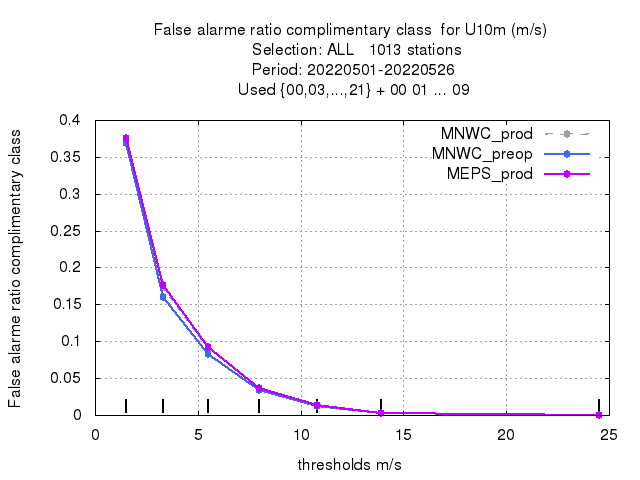 False alarme ratio complimentary class  for U10m (m/s)
Selection: ALL   1013 stations
Period: 20220501-20220526
Used {00,03,...,21} + 00 01 ... 09
MNWC_prod
MNWC_preop
MEPS_prod
False alarme ratio complimentary class
0.4
0.35
0.3
0.25
0.2
0.15
0.1
0.05
0
0 5 10 15 20 25
thresholds m/s